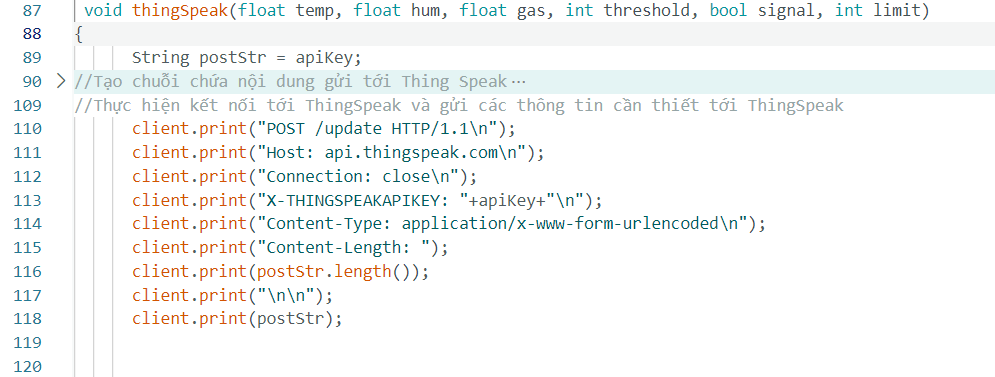 87 void thingSpeak(float temp, float hum, float gas, int threshold, bool signal, int limit)
88 {
89 String postStr = apiKey;
90 //Tạo chuỗi chứa nội dung gửi tới Thing Speak ⋯
109 //Thực hiện kết nối tới ThingSpeak và gửi các thông tin cần thiết tới ThingSpeak
110 client.print("POST /update HTTP/1.1\n");
111 client.print("Host: api.thingspeak.com\n");
112 client.print("Connection: close\n");
113 client.print("X-THINGSPEAKAPIKEY: "+apiKey+"\n");
114 client.print("Content-Type: application/x-www-form-urlencoded\n");
115 client.print("Content-Length: ");
116 client.print(postStr.length());
117 client.print("\n\n");
118 client.print(postStr);
119
120